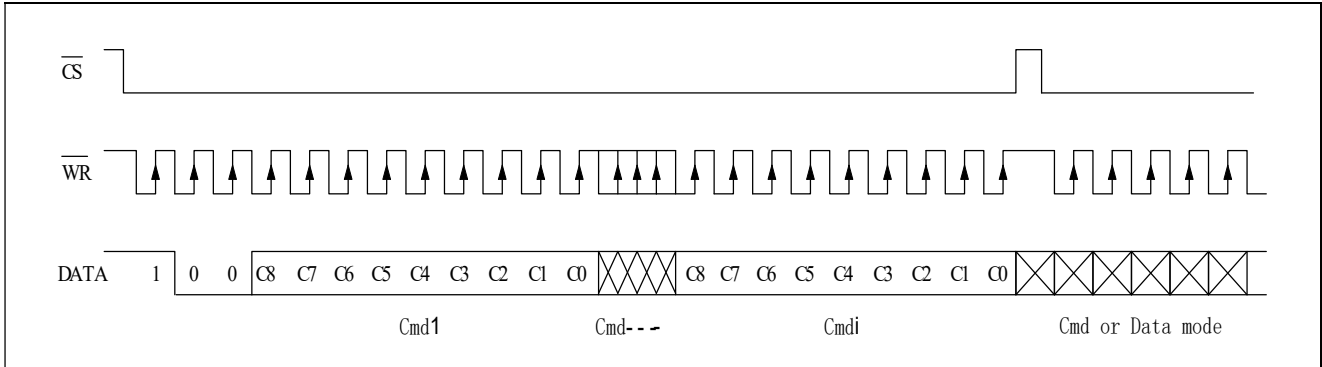 CS
WR
DATA 1 0 0 C8 C7 C6 C5 C4 C3 C2 C1 C0 C8 C7 C6 C5 C4 C3 C2 C1 C0
Cmd1 Cmd---- Cmdi Cmd or Data mode